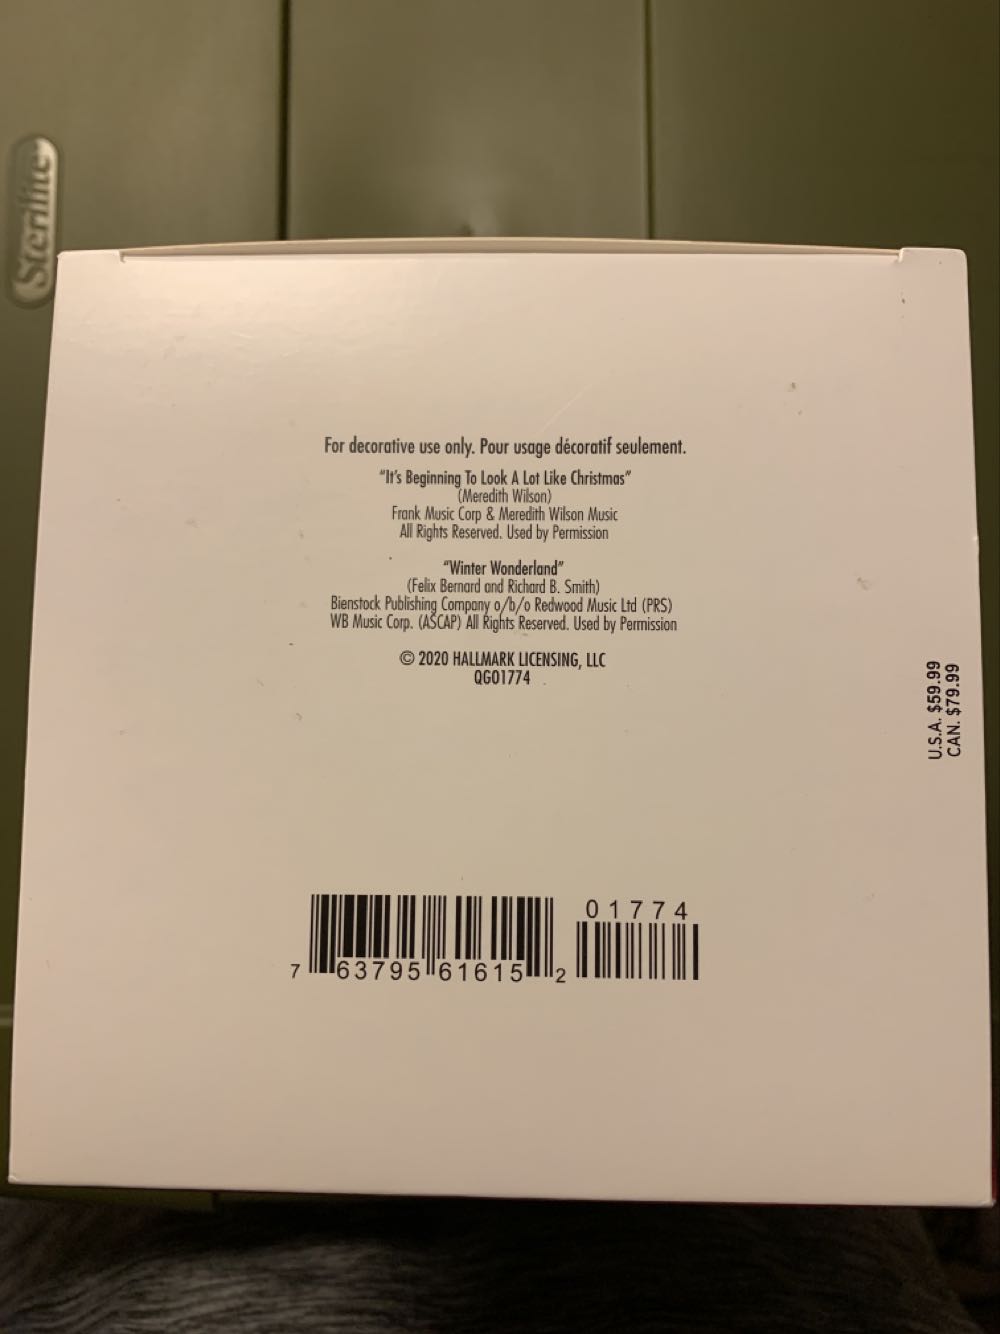 Sterilite
For decorative use only. Pour usage décoratif seulement.
"It's Beginning To Look A Lot Like Christmas"
(Meredith Wilson)
Frank Music Corp & Meredith Wilson Music
All Rights Reserved. Used by Permission
"Winter Wonderland"
(Felix Bernard and Richard B. Smith)
Bienstock Publishing Company o/b/o Redwood Music Ltd (PRS)
WB Music Corp. (ASCAP) All Rights Reserved. Used by Permission
© 2020 HALLMARK LICENSING, LLC
QGO1774
U.S.A. $59.99
CAN. $79.99
01774
7 63795 61615 2